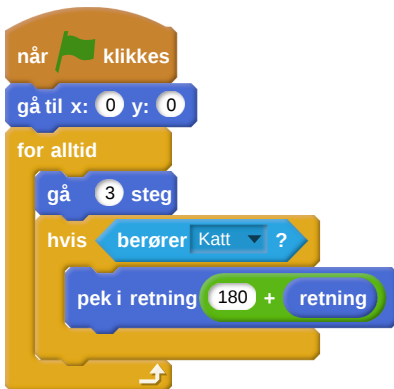 når klikkes
gå til x: 0 y: 0
for alltid
gå 3 steg
hvis berører Katt ?
pek i retning 180 + retning